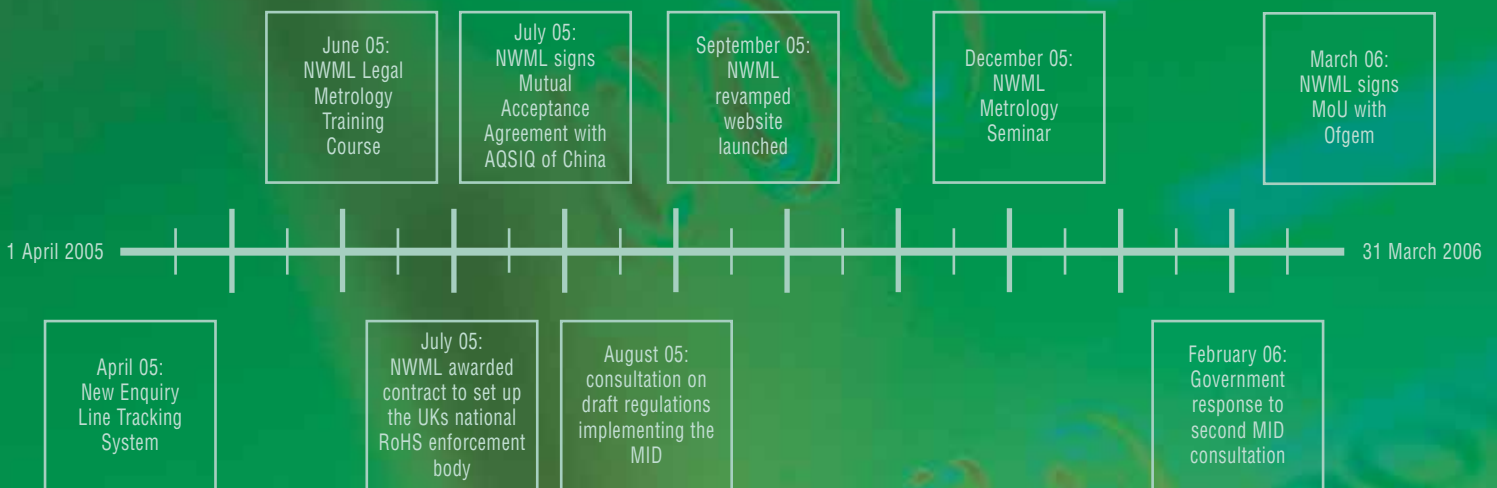 June 05:
NWML Legal
Metrology
Training
Course
July 05:
NWML signs
Mutual
Acceptance
Agreement with
AQSIQ of China
September 05:
NWML
revamped
website
launched
December 05:
NWML
Metrology
Seminar
March 06:
NWML signs
MoU with
Ofgem
1 April 2005
31 March 2006
April 05:
New Enquiry
Line Tracking
System
July 05:
NWML awarded
contract to set up
the UKs national
RoHS enforcement
body
August 05:
consultation on
draft regulations
implementing the
MID
February 06:
Government
response to
second MID
consultation